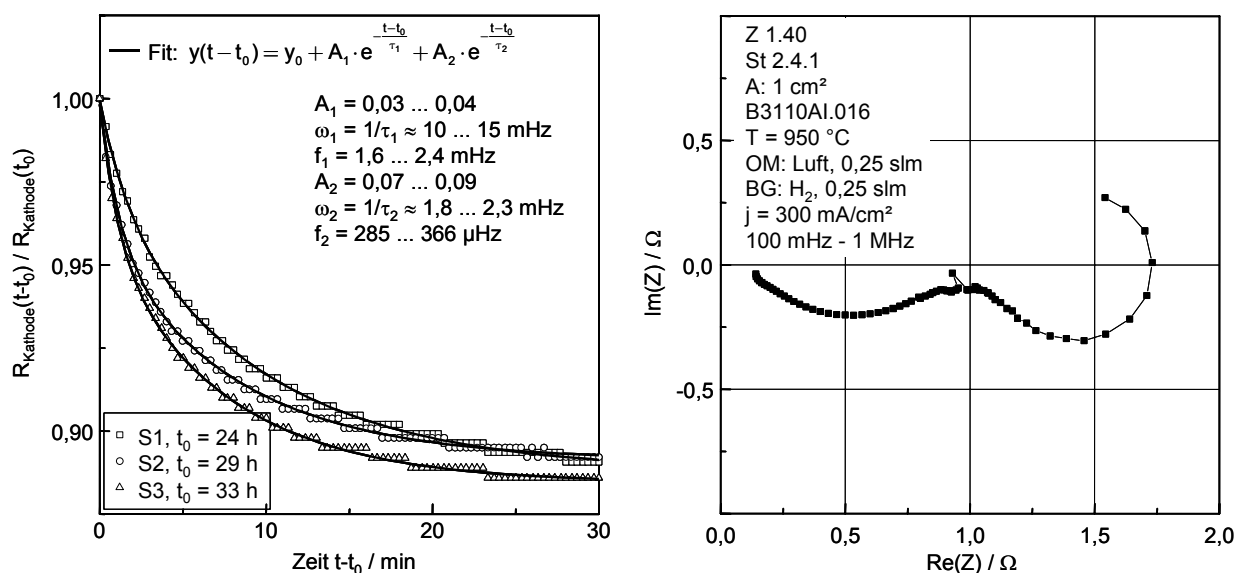 Fit: y(t − t₀) = y₀ + A₁ · e^(−(t−t₀)/τ₁) + A₂ · e^(−(t−t₀)/τ₂)
A₁ = 0,03 ... 0,04
ω₁ = 1/τ₁ ≈ 10 ... 15 mHz
f₁ = 1,6 ... 2,4 mHz
A₂ = 0,07 ... 0,09
ω₂ = 1/τ₂ ≈ 1,8 ... 2,3 mHz
f₂ = 285 ... 366 µHz
1,00
0,95
0,90
R_Kathode(t-t₀) / R_Kathode(t₀)
S1, t₀ = 24 h
S2, t₀ = 29 h
S3, t₀ = 33 h
0 10 20 30
Zeit t-t₀ / min
Z 1.40
St 2.4.1
A: 1 cm²
B3110AI.016
T = 950 °C
OM: Luft, 0,25 slm
BG: H₂, 0,25 slm
j = 300 mA/cm²
100 mHz - 1 MHz
0,5
0,0
-0,5
Im(Z) / Ω
0,0 0,5 1,0 1,5 2,0
Re(Z) / Ω